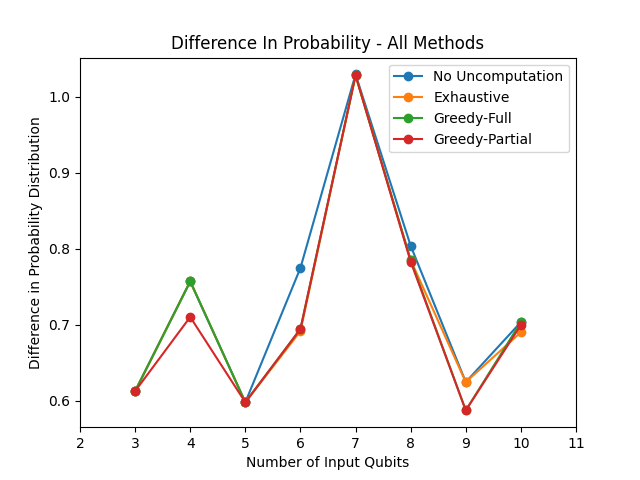 Difference In Probability - All Methods
No Uncomputation
Exhaustive
Greedy-Full
Greedy-Partial
Difference in Probability Distribution
1.0
0.9
0.8
0.7
0.6
2 3 4 5 6 7 8 9 10 11
Number of Input Qubits